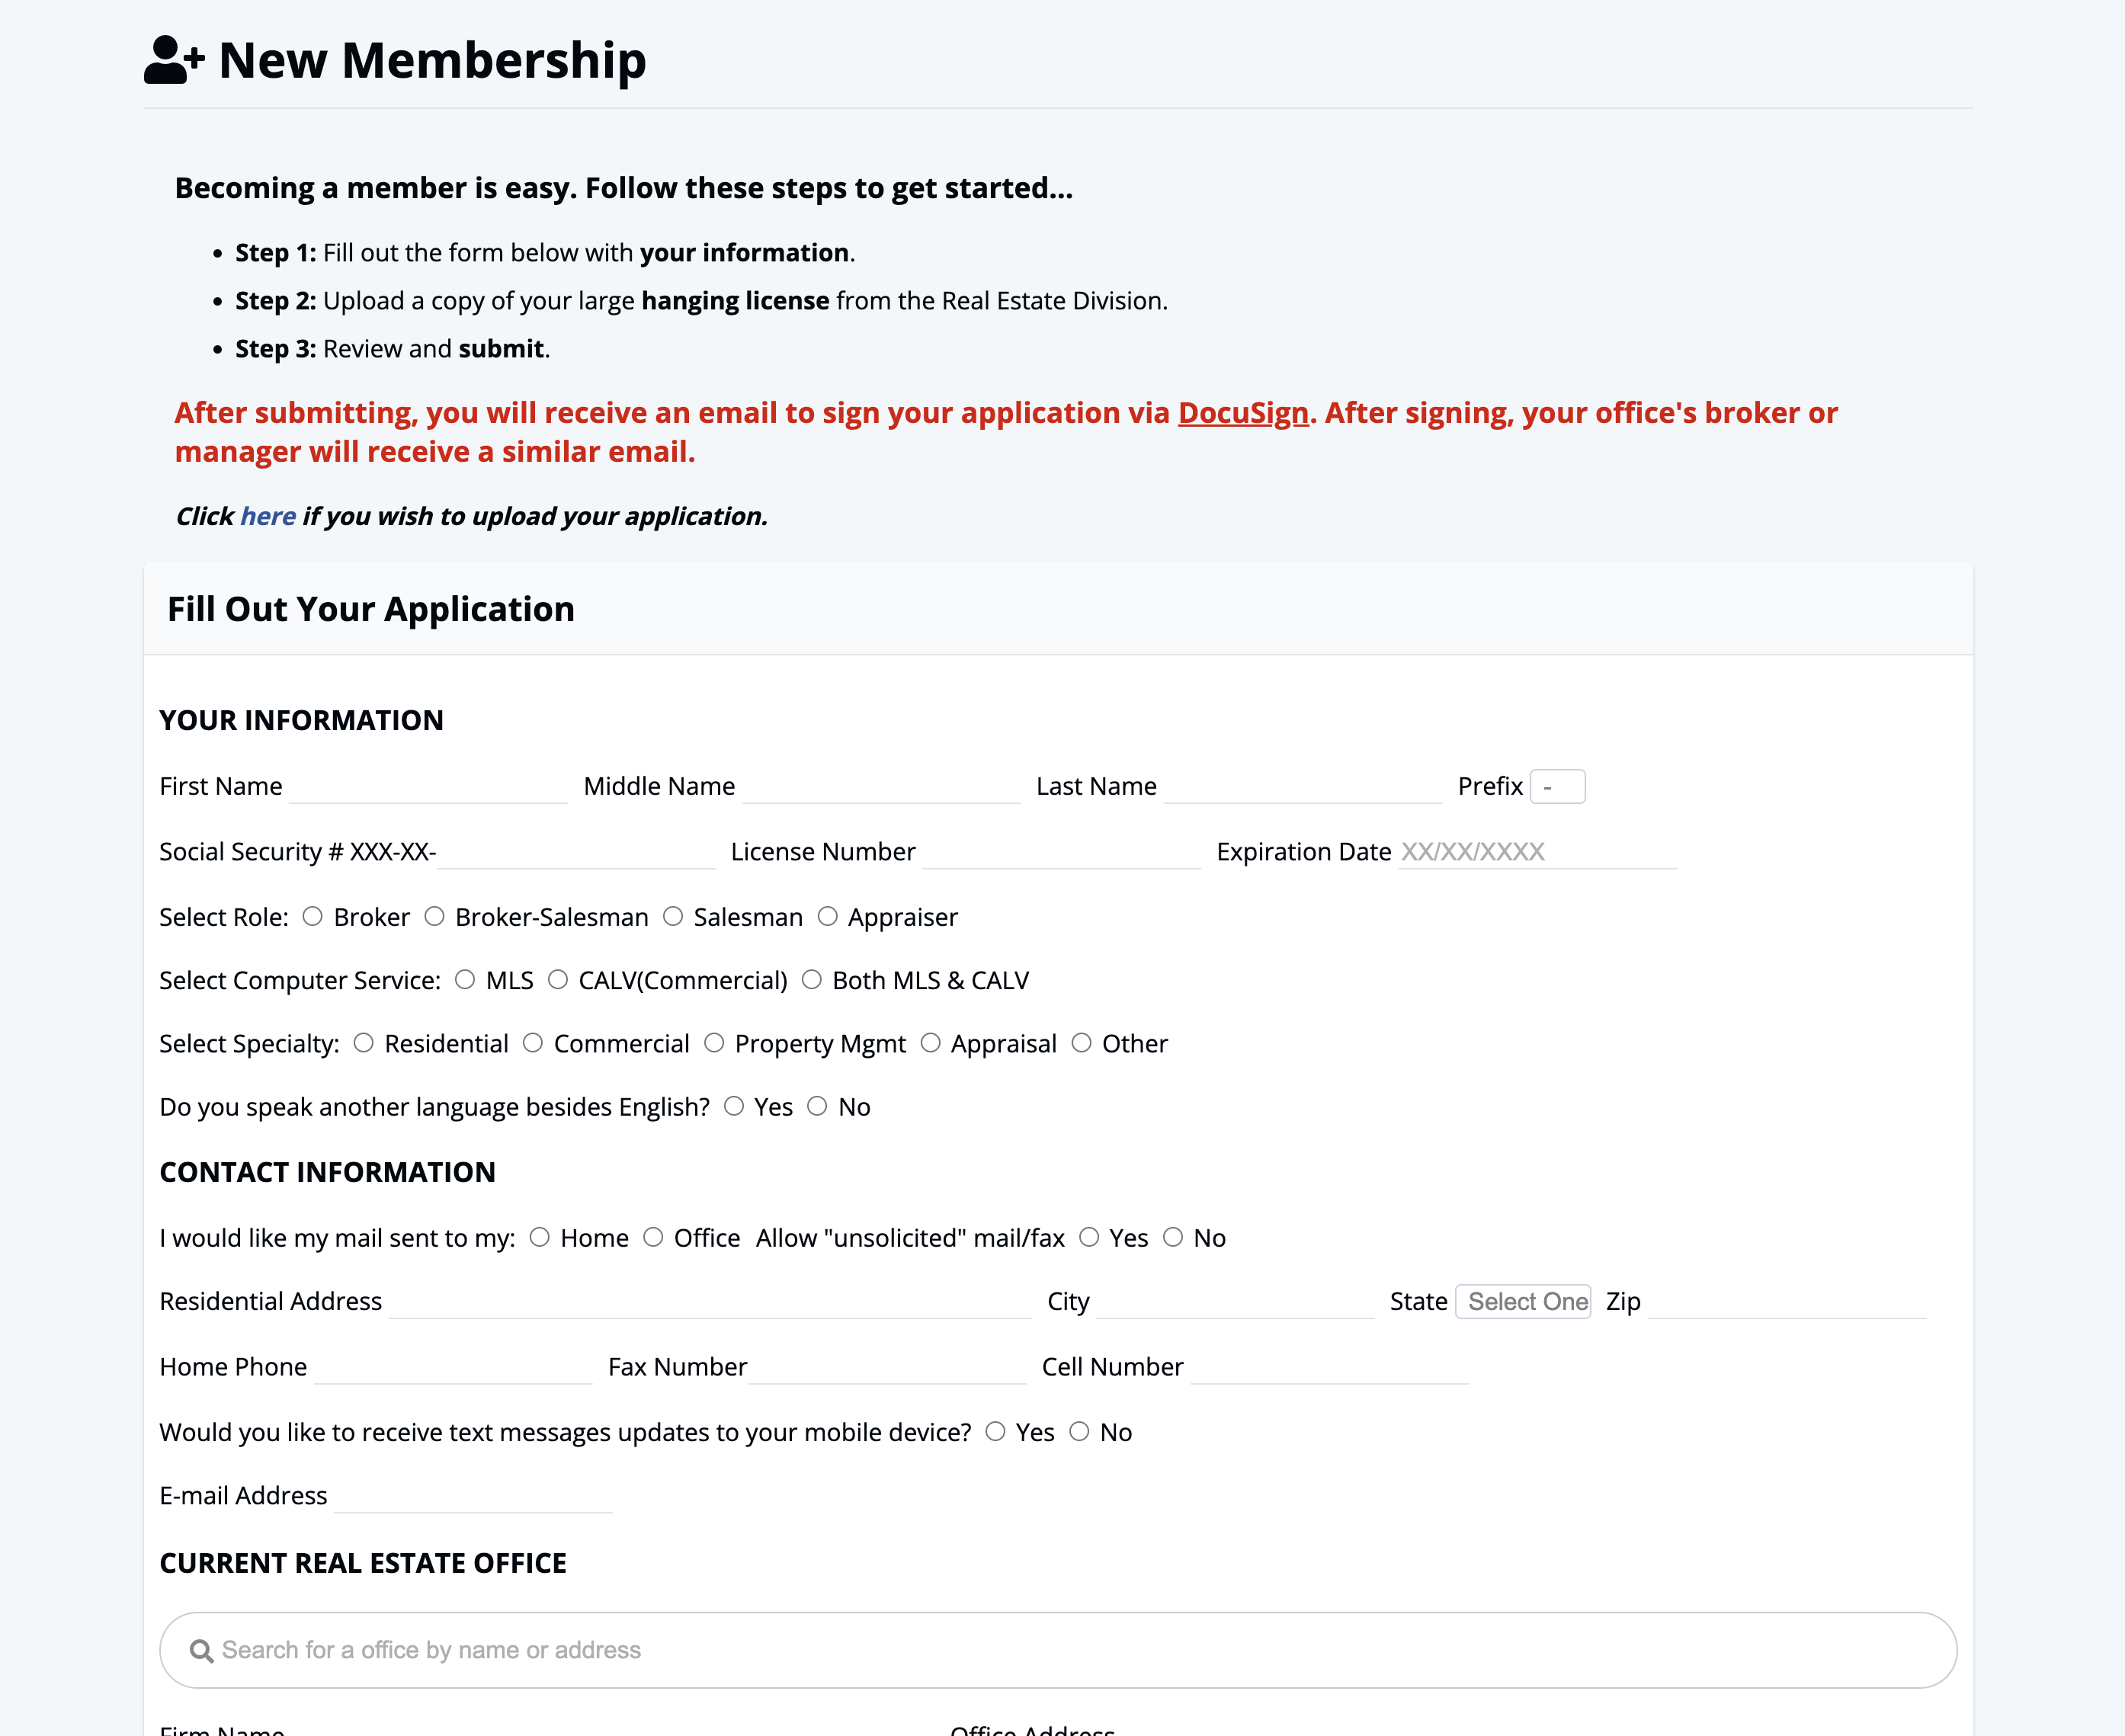 New Membership
Becoming a member is easy. Follow these steps to get started...
• Step 1: Fill out the form below with your information.
• Step 2: Upload a copy of your large hanging license from the Real Estate Division.
• Step 3: Review and submit.
After submitting, you will receive an email to sign your application via DocuSign. After signing, your office's broker or
manager will receive a similar email.
Click here if you wish to upload your application.
Fill Out Your Application
YOUR INFORMATION
First Name Middle Name Last Name Prefix -
Social Security # XXX-XX- License Number Expiration Date XX/XX/XXXX
Select Role: Broker Broker-Salesman Salesman Appraiser
Select Computer Service: MLS CALV(Commercial) Both MLS & CALV
Select Specialty: Residential Commercial Property Mgmt Appraisal Other
Do you speak another language besides English? Yes No
CONTACT INFORMATION
I would like my mail sent to my: Home Office Allow "unsolicited" mail/fax Yes No
Residential Address City State Select One Zip
Home Phone Fax Number Cell Number
Would you like to receive text messages updates to your mobile device? Yes No
E-mail Address
CURRENT REAL ESTATE OFFICE
Search for a office by name or address
Firm Name Office Address